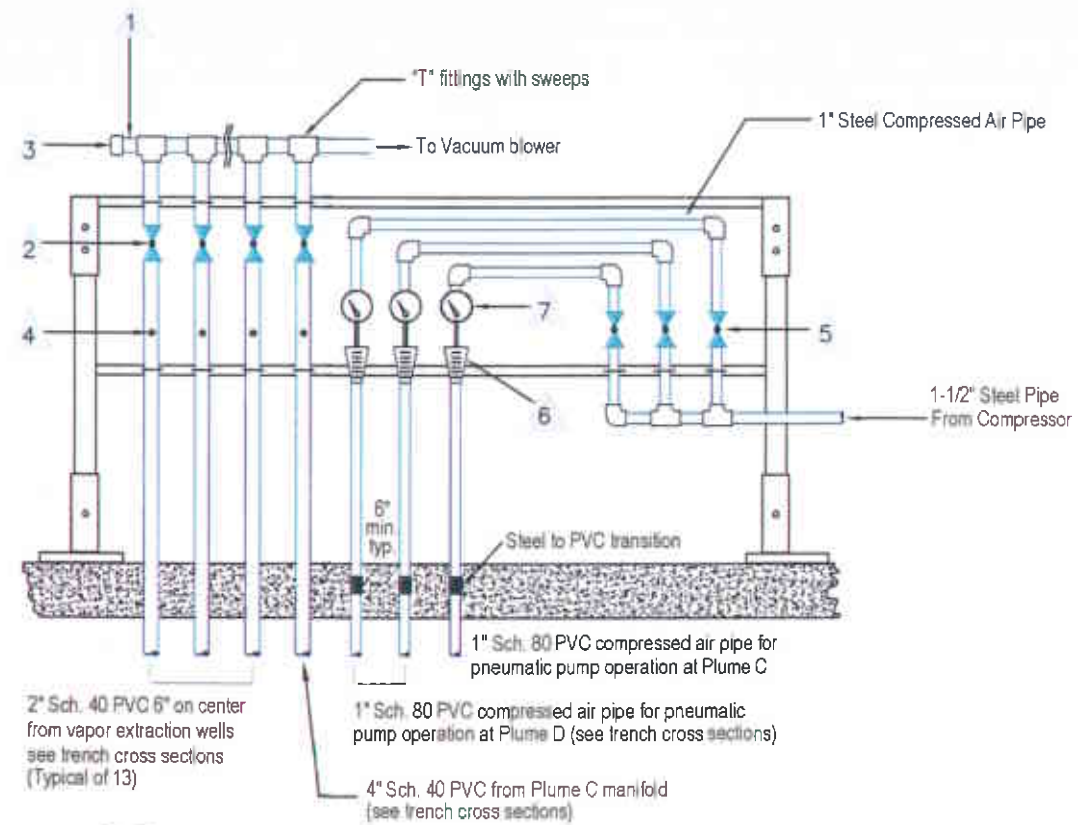 1
"T" fittings with sweeps
1" Steel Compressed Air Pipe
3
To Vacuum blower
2
4
7
5
6
1-1/2" Steel Pipe
From Compressor
6"
min.
typ.
Steel to PVC transition
1" Sch. 80 PVC compressed air pipe for
pneumatic pump operation at Plume C
2" Sch. 40 PVC 6" on center
from vapor extraction wells
see trench cross sections
(Typical of 13)
1" Sch. 80 PVC compressed air pipe for pneumatic
pump operation at Plume D (see trench cross sections)
4" Sch. 40 PVC from Plume C manifold
(see trench cross sections)